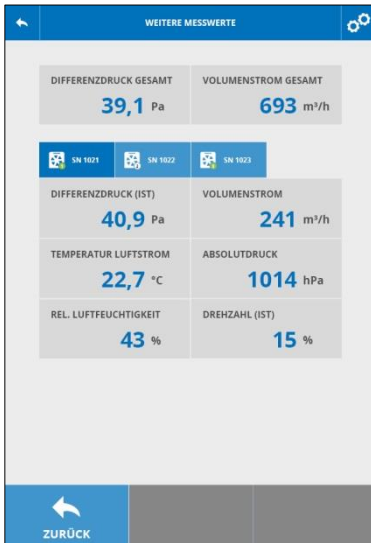 WEITERE MESSWERTE
DIFFERENZDRUCK GESAMT
39,1 Pa
VOLUMENSTROM GESAMT
693 m³/h
SN 1021
SN 1022
SN 1023
DIFFERENZDRUCK (IST)
40,9 Pa
VOLUMENSTROM
241 m³/h
TEMPERATUR LUFTSTROM
22,7 °C
ABSOLUTDRUCK
1014 hPa
REL. LUFTFEUCHTIGKEIT
43 %
DREHZAHL (IST)
15 %
ZURÜCK